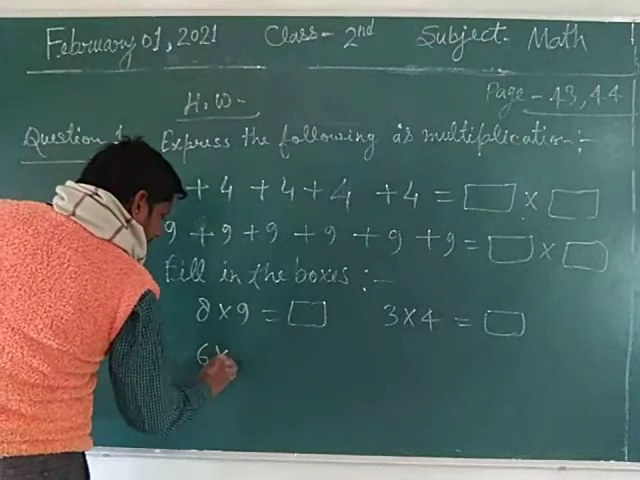 February 01, 2021 Class - 2nd Subject - Math
Page - 43, 44
H.W -
Question 1 Express the following as multiplication :-
+ 4 + 4 + 4 + 4 = □ × □
9 + 9 + 9 + 9 + 9 + 9 = □ × □
Fill in the boxes :-
8 × 9 = □ 3 × 4 = □
6 ×